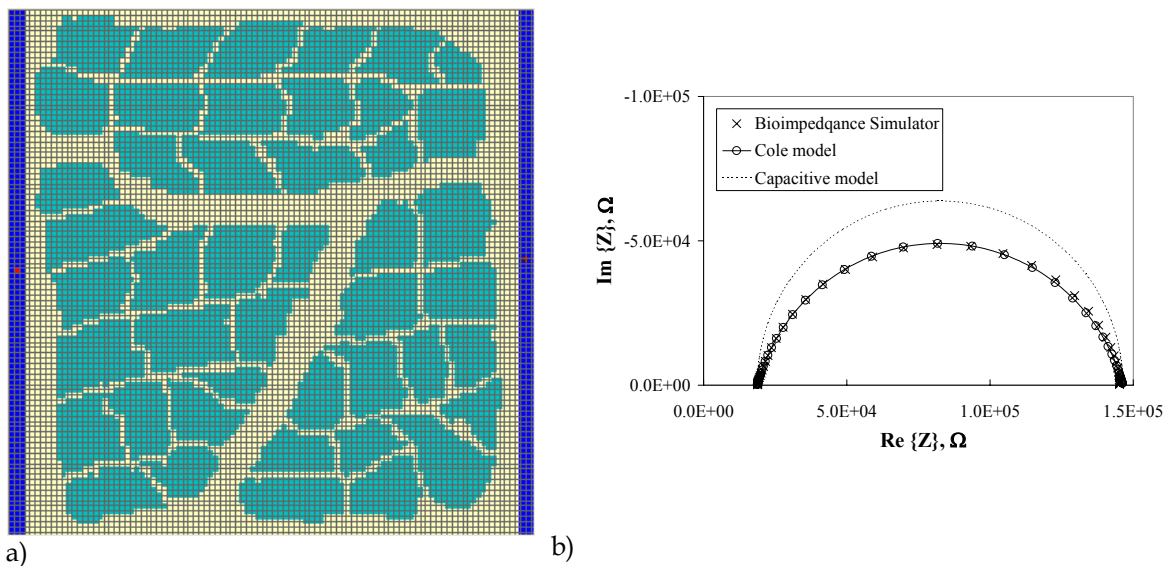 -1.0E+05
Bioimpedqance Simulator
Cole model
Capacitive model
-5.0E+04
Im {Z}, Ω
0.0E+00
0.0E+00 5.0E+04 1.0E+05 1.5E+05
Re {Z}, Ω
a)
b)